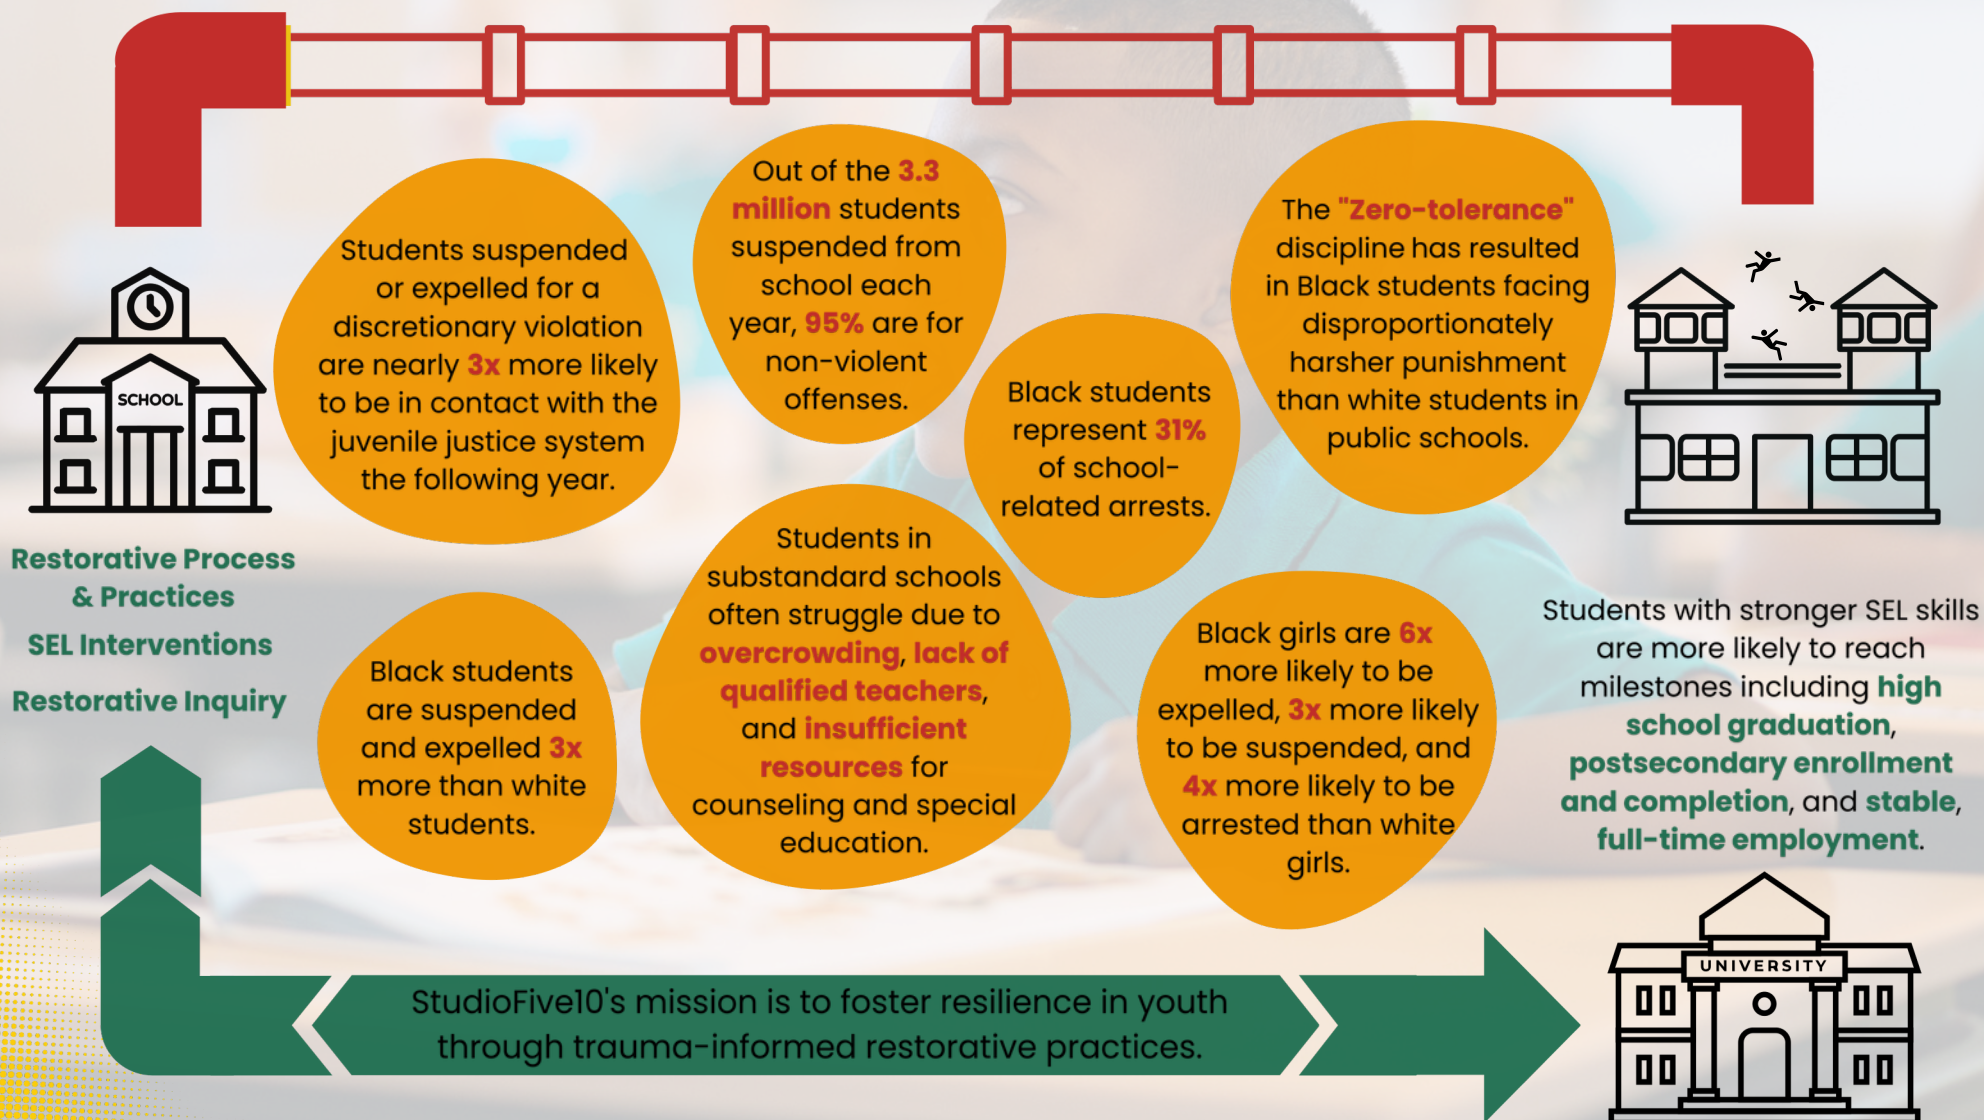 Students suspended
or expelled for a
discretionary violation
are nearly 3x more likely
to be in contact with the
juvenile justice system
the following year.
Out of the 3.3
million students
suspended from
school each
year, 95% are for
non-violent
offenses.
Black students
represent 31%
of school-
related arrests.
The "Zero-tolerance"
discipline has resulted
in Black students facing
disproportionately
harsher punishment
than white students in
public schools.
SCHOOL
Restorative Process
& Practices
SEL Interventions
Restorative Inquiry
Black students
are suspended
and expelled 3x
more than white
students.
Students in
substandard schools
often struggle due to
overcrowding, lack of
qualified teachers,
and insufficient
resources for
counseling and special
education.
Black girls are 6x
more likely to be
expelled, 3x more likely
to be suspended, and
4x more likely to be
arrested than white
girls.
Students with stronger SEL skills
are more likely to reach
milestones including high
school graduation,
postsecondary enrollment
and completion, and stable,
full-time employment.
UNIVERSITY
StudioFive10's mission is to foster resilience in youth
through trauma-informed restorative practices.